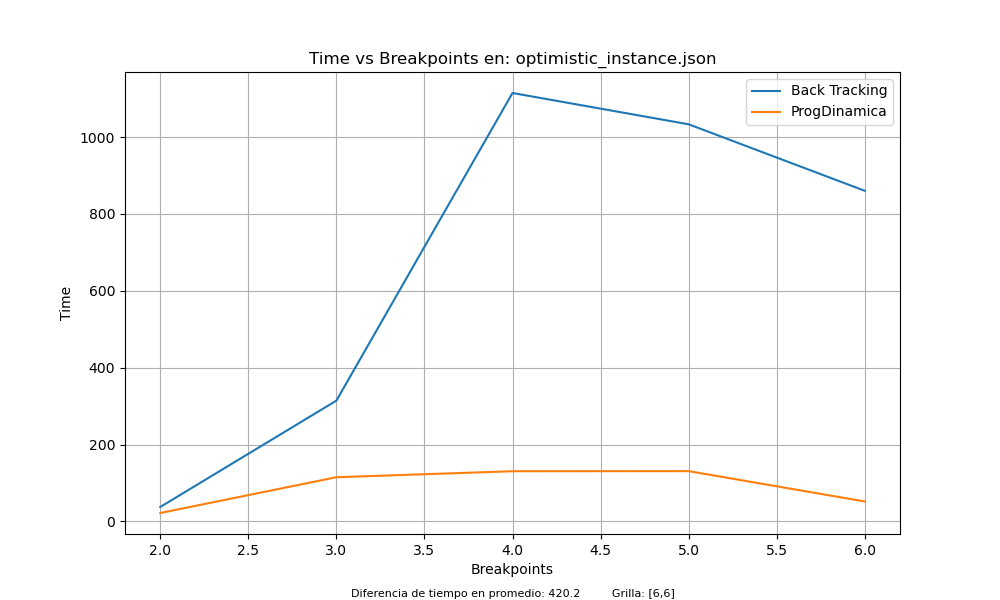 Time vs Breakpoints en: optimistic_instance.json
Back Tracking
ProgDinamica
1000
800
600
400
200
0
Time
2.0 2.5 3.0 3.5 4.0 4.5 5.0 5.5 6.0
Breakpoints
Diferencia de tiempo en promedio: 420.2 Grilla: [6,6]